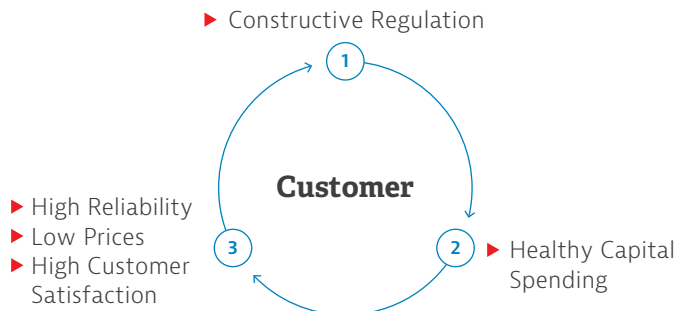 Constructive Regulation
1
Customer
High Reliability
Low Prices
High Customer
Satisfaction
3
2
Healthy Capital
Spending